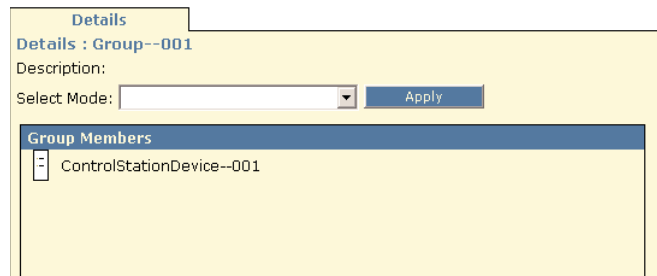 Details
Details : Group--001
Description:
Select Mode: Apply
Group Members
ControlStationDevice--001